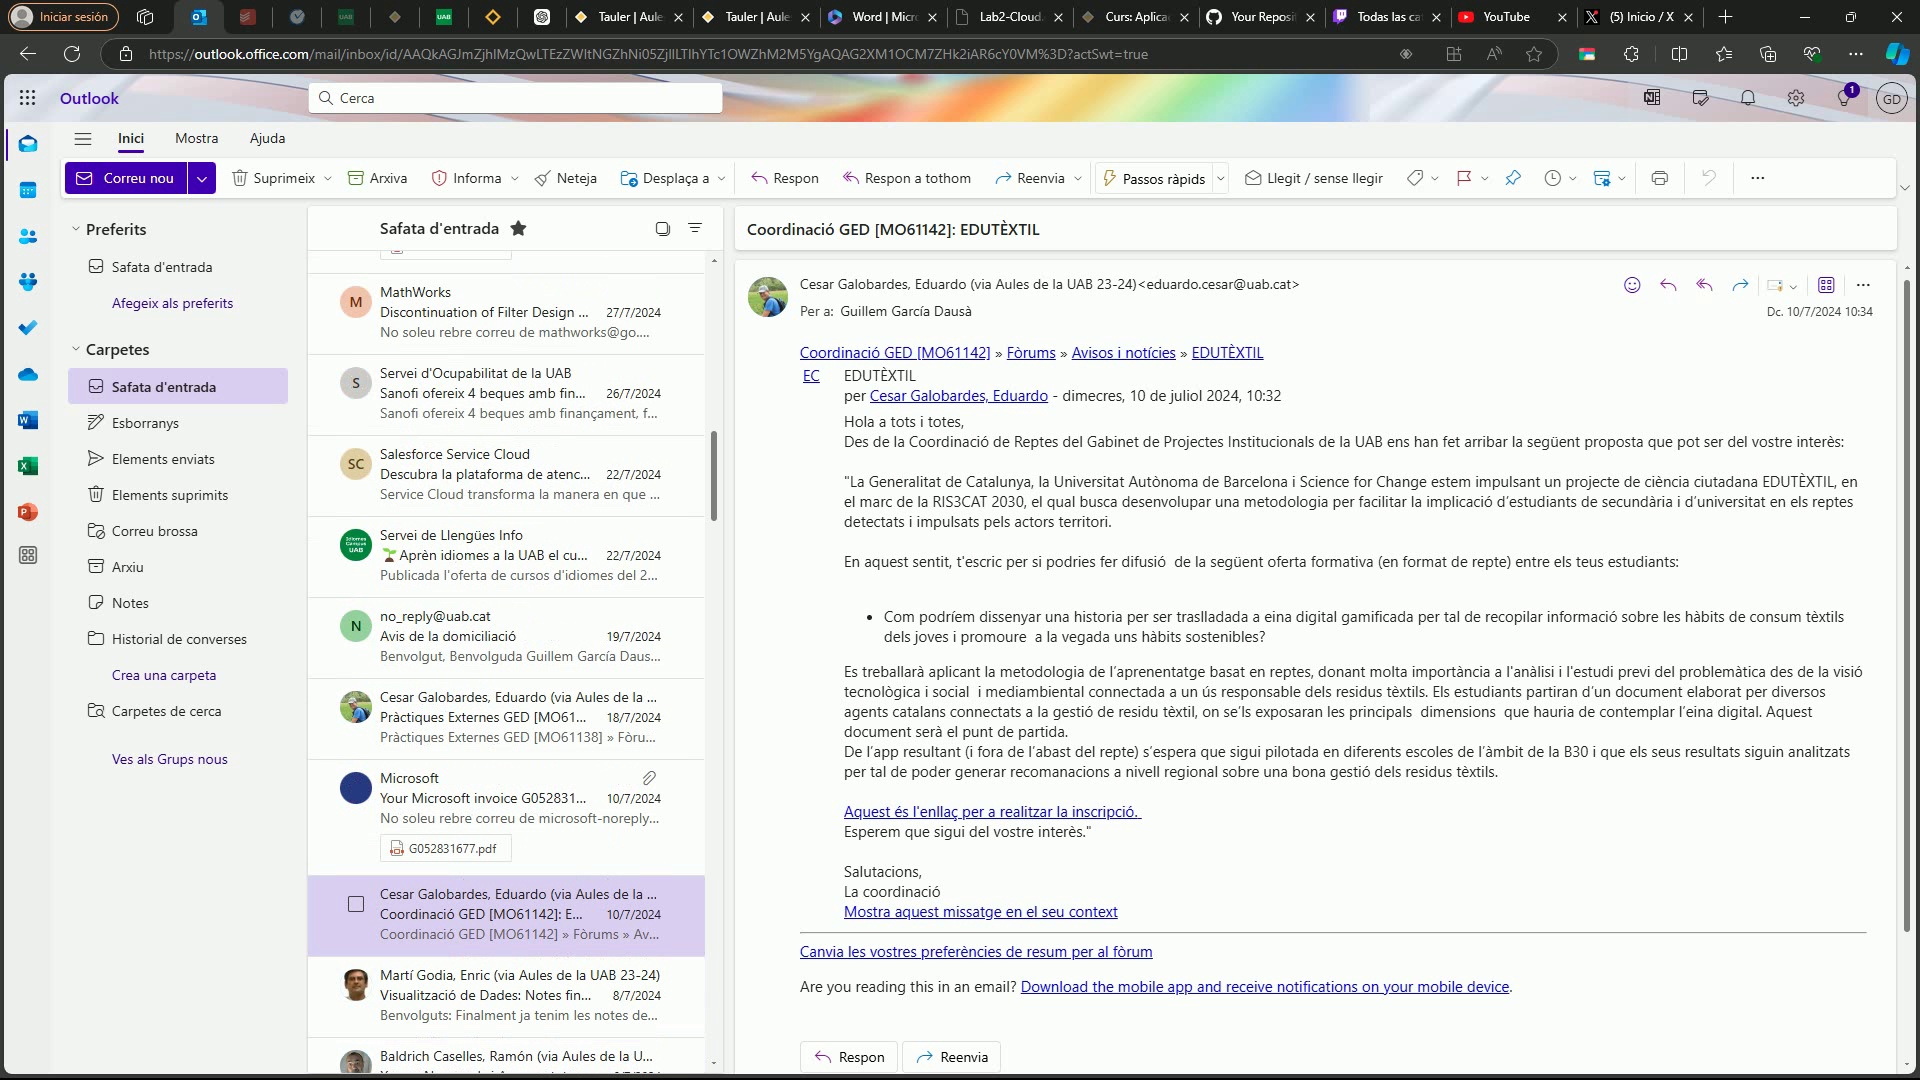 Iniciar sesión
UAB
UAB
Tauler | Aule
Tauler | Aule
Word | Micr
Lab2-Cloud.
Curs: Aplica
Your Reposi
Todas las ca
YouTube
(5) Inicio / X
https://outlook.office.com/mail/inbox/id/
%3D?actSwt=true
Outlook
Cerca
1
GD
Inici
Mostra
Ajuda
Correu nou
Suprimeix
Arxiva
Informa
Neteja
Desplaça a
Respon
Respon a tothom
Reenvia
Passos ràpids
Llegit / sense llegir
Preferits
Safata d'entrada
Afegeix als preferits
Carpetes
Safata d'entrada
Esborranys
Elements enviats
Elements suprimits
Correu brossa
Arxiu
Notes
Historial de converses
Crea una carpeta
Carpetes de cerca
Ves als Grups nous
Safata d'entrada
M
MathWorks
Discontinuation of Filter Design ... 27/7/2024
No soleu rebre correu de mathworks@go....
S
Servei d'Ocupabilitat de la UAB
Sanofi ofereix 4 beques amb fin... 26/7/2024
Sanofi ofereix 4 beques amb finançament, f...
SC
Salesforce Service Cloud
Descubra la plataforma de atenc... 22/7/2024
Service Cloud transforma la manera en que ...
Idiomes Campus UAB
Servei de Llengües Info
Aprèn idiomes a la UAB el cu... 22/7/2024
Publicada l'oferta de cursos d'idiomes del 2...
N
no_reply@uab.cat
Avis de la domiciliació 19/7/2024
Benvolgut, Benvolguda Guillem García Daus...
Cesar Galobardes, Eduardo (via Aules de la ...
Pràctiques Externes GED [MO61... 18/7/2024
Pràctiques Externes GED [MO61138] » Fòru...
Microsoft
Your Microsoft invoice G052831... 10/7/2024
No soleu rebre correu de microsoft-noreply...
G052831677.pdf
Cesar Galobardes, Eduardo (via Aules de la ...
Coordinació GED [MO61142]: E... 10/7/2024
Coordinació GED [MO61142] » Fòrums » Av...
Martí Godia, Enric (via Aules de la UAB 23-24)
Visualització de Dades: Notes fin... 8/7/2024
Benvolguts: Finalment ja tenim les notes de...
Baldrich Caselles, Ramón (via Aules de la U...
Coordinació GED [MO61142]: EDUTÈXTIL
Cesar Galobardes, Eduardo (via Aules de la UAB 23-24)<eduardo.cesar@uab.cat>
Per a: Guillem García Dausà
Dc. 10/7/2024 10:34
Coordinació GED [MO61142] » Fòrums » Avisos i notícies » EDUTÈXTIL
EC
EDUTÈXTIL
per Cesar Galobardes, Eduardo - dimecres, 10 de juliol 2024, 10:32
Hola a tots i totes,
Des de la Coordinació de Reptes del Gabinet de Projectes Institucionals de la UAB ens han fet arribar la següent proposta que pot ser del vostre interès:
"La Generalitat de Catalunya, la Universitat Autònoma de Barcelona i Science for Change estem impulsant un projecte de ciència ciutadana EDUTÈXTIL, en
el marc de la RIS3CAT 2030, el qual busca desenvolupar una metodologia per facilitar la implicació d'estudiants de secundària i d'universitat en els reptes
detectats i impulsats pels actors territori.
En aquest sentit, t'escric per si podries fer difusió  de la següent oferta formativa (en format de repte) entre els teus estudiants:
• Com podríem dissenyar una historia per ser traslladada a eina digital gamificada per tal de recopilar informació sobre les hàbits de consum tèxtils
dels joves i promoure  a la vegada uns hàbits sostenibles?
Es treballarà aplicant la metodologia de l'aprenentatge basat en reptes, donant molta importància a l'anàlisi i l'estudi previ del problemàtica des de la visió
tecnològica i social  i mediambiental connectada a un ús responsable dels residus tèxtils. Els estudiants partiran d'un document elaborat per diversos
agents catalans connectats a la gestió de residu tèxtil, on se'ls exposaran les principals  dimensions  que hauria de contemplar l'eina digital. Aquest
document serà el punt de partida.
De l'app resultant (i fora de l'abast del repte) s'espera que sigui pilotada en diferents escoles de l'àmbit de la B30 i que els seus resultats siguin analitzats
per tal de poder generar recomanacions a nivell regional sobre una bona gestió dels residus tèxtils.
Aquest és l'enllaç per a realitzar la inscripció.
Esperem que sigui del vostre interès."
Salutacions,
La coordinació
Mostra aquest missatge en el seu context
Canvia les vostres preferències de resum per al fòrum
Are you reading this in an email? Download the mobile app and receive notifications on your mobile device.
Respon
Reenvia